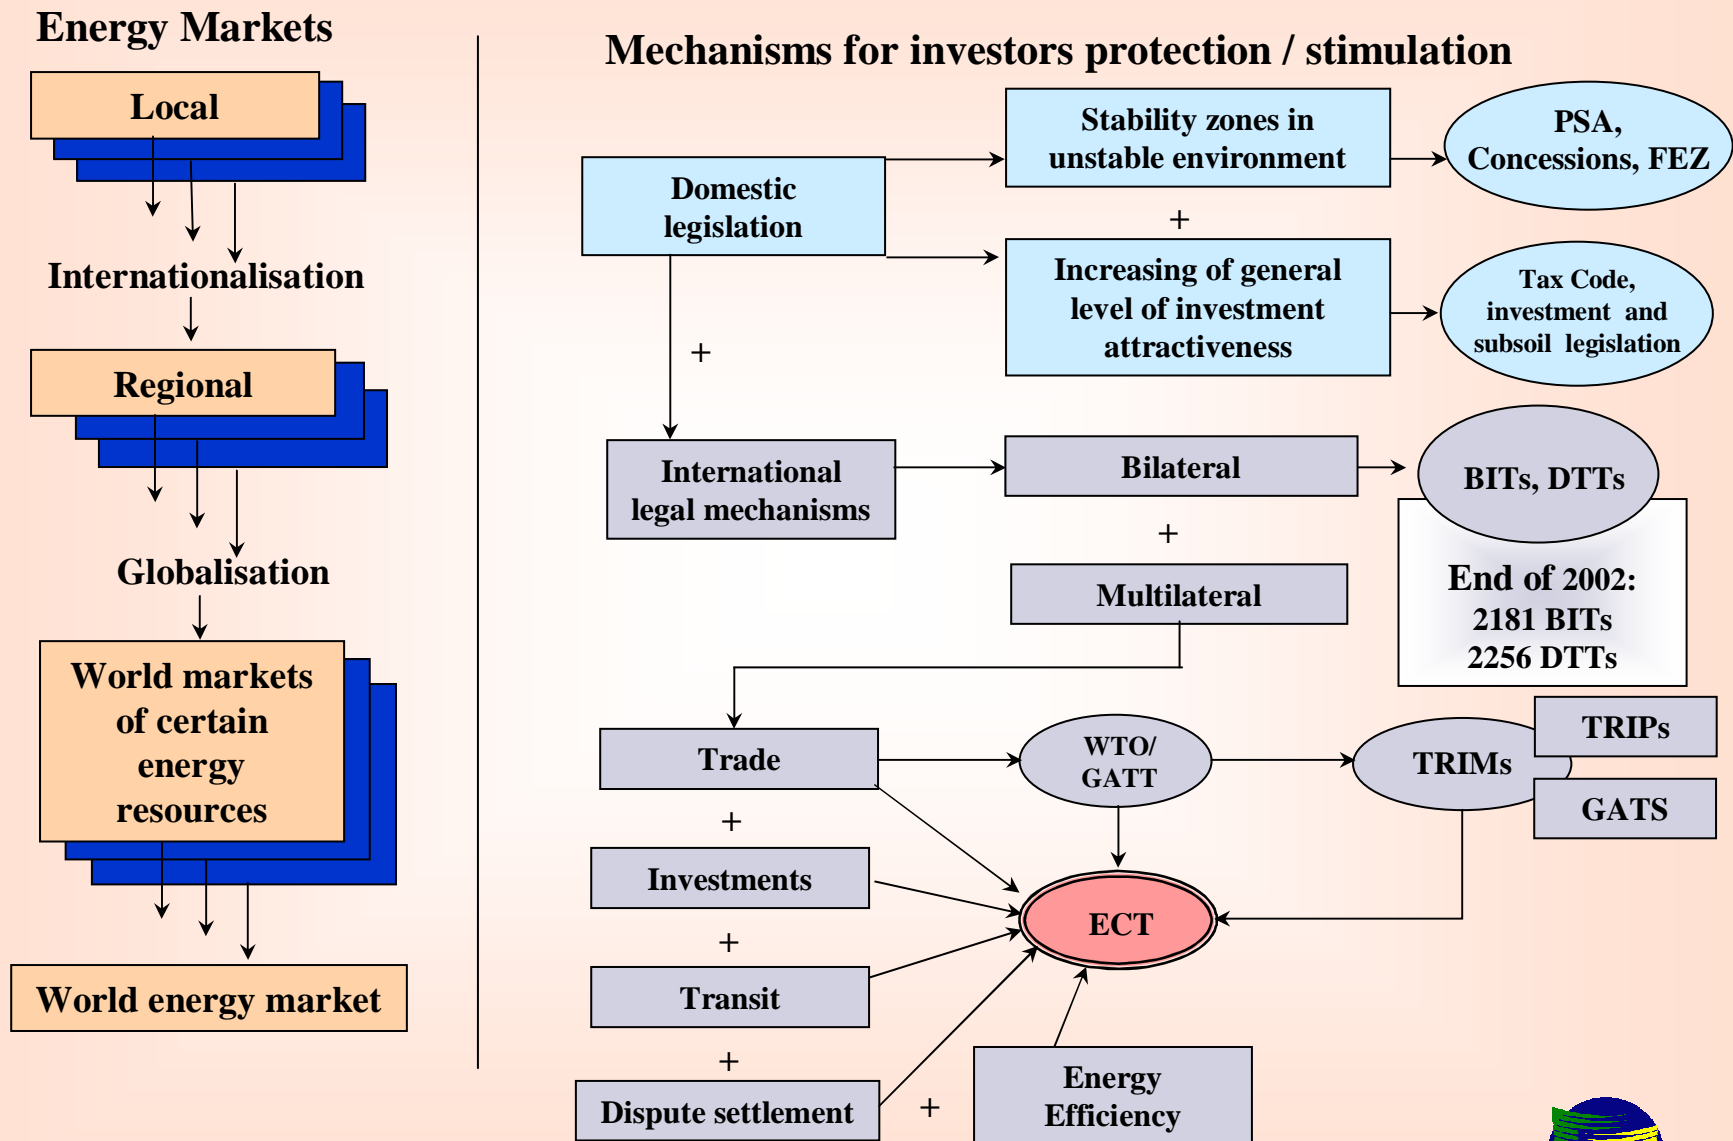 Energy Markets
Local
Internationalisation
Regional
Globalisation
World markets
of certain
energy
resources
World energy market
Mechanisms for investors protection / stimulation
Domestic
legislation
Stability zones in
unstable environment
PSA,
Concessions, FEZ
+
Increasing of general
level of investment
attractiveness
Tax Code,
investment and
subsoil legislation
+
International
legal mechanisms
Bilateral
BITs, DTTs
+
End of 2002:
2181 BITs
2256 DTTs
Multilateral
Trade
WTO/
GATT
TRIMs
TRIPs
GATS
+
Investments
ECT
+
Transit
+
Dispute settlement
+
Energy
Efficiency